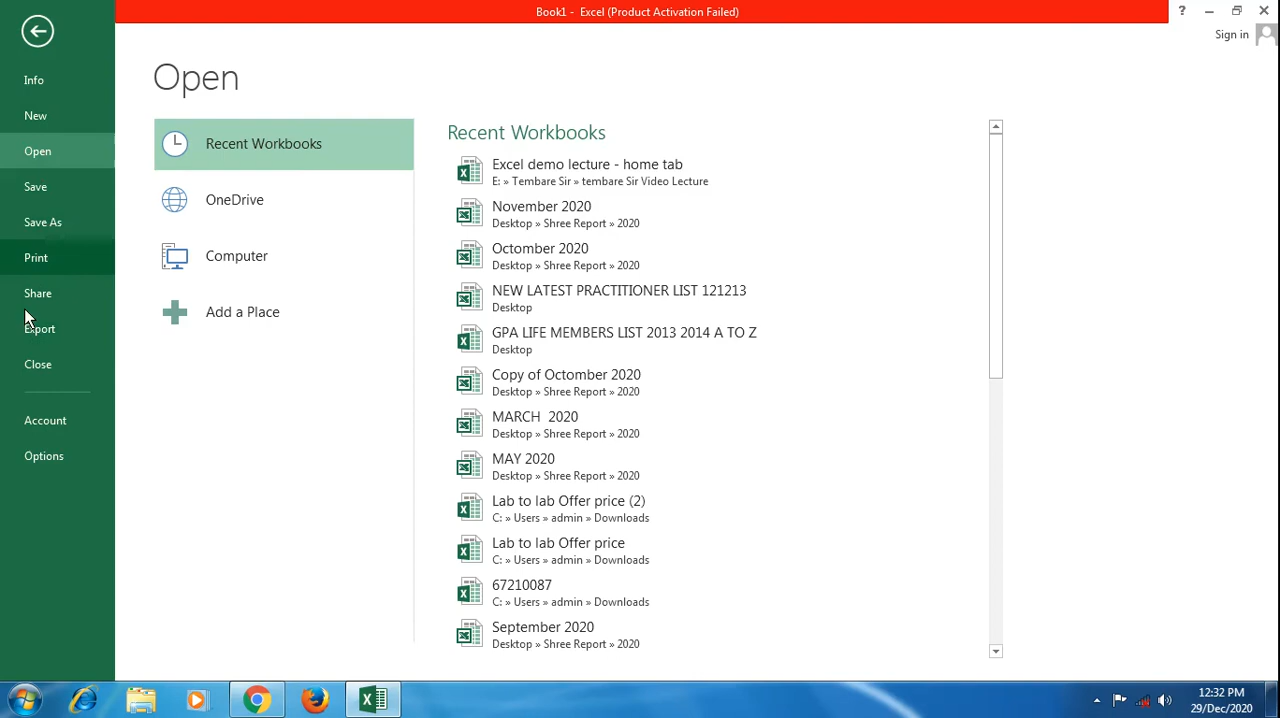 Book1 - Excel (Product Activation Failed)
?
Sign in
Info
New
Open
Save
Save As
Print
Share
Export
Close
Account
Options
Open
Recent Workbooks
OneDrive
Computer
Add a Place
Recent Workbooks
Excel demo lecture - home tab
E: » Tembare Sir » tembare Sir Video Lecture
November 2020
Desktop » Shree Report » 2020
Octomber 2020
Desktop » Shree Report » 2020
NEW LATEST PRACTITIONER LIST 121213
Desktop
GPA LIFE MEMBERS LIST 2013 2014 A TO Z
Desktop
Copy of Octomber 2020
Desktop » Shree Report » 2020
MARCH  2020
Desktop » Shree Report » 2020
MAY 2020
Desktop » Shree Report » 2020
Lab to lab Offer price (2)
C: » Users » admin » Downloads
Lab to lab Offer price
C: » Users » admin » Downloads
67210087
C: » Users » admin » Downloads
September 2020
Desktop » Shree Report » 2020
12:32 PM
29/Dec/2020